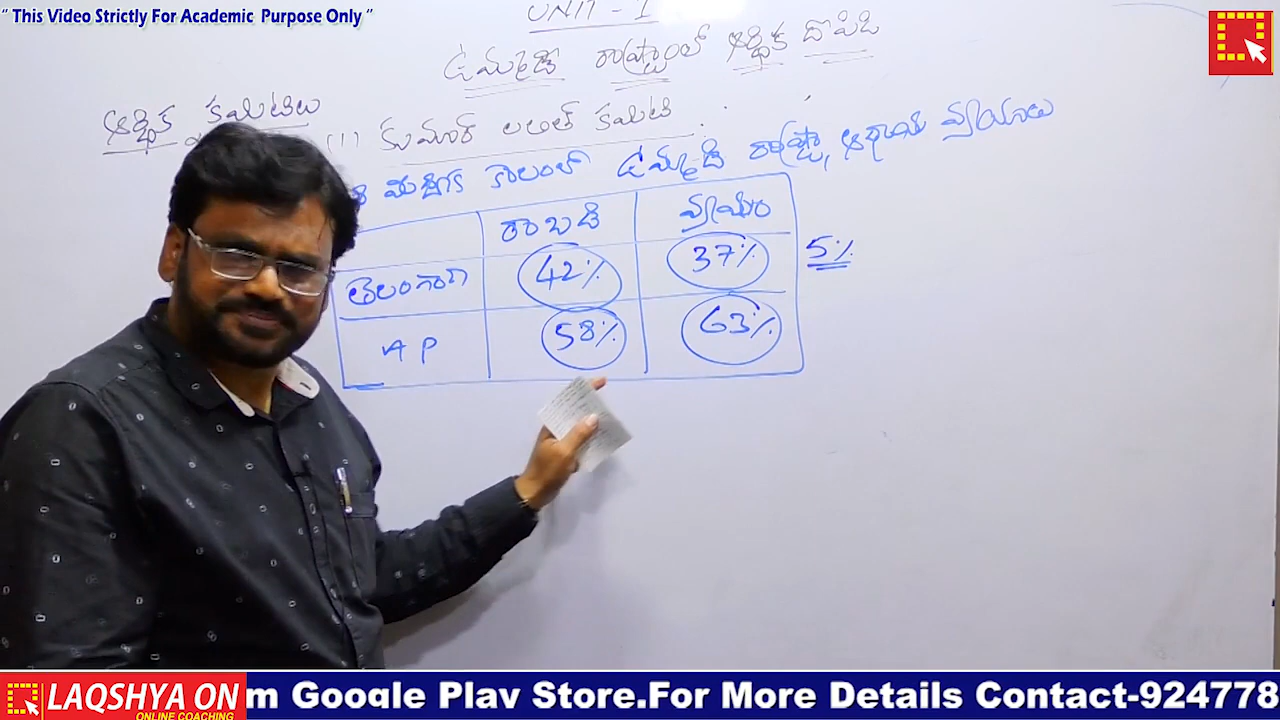 " This Video Strictly For Academic Purpose Only "
UNIT - I
ఉమ్మడి రాష్ట్రంలో ఆర్థిక దోపిడి
ఆర్థిక కమిటీలు
(1) కుమార్ లలిత్ కమిటీ
కాలంలో ఉమ్మడి రాష్ట్ర ఆదాయ వ్యయాలు
రాబడి వ్యయం
తెలంగాణ 42% 37% 5%
AP 58% 63%
LAQSHYA ON
ONLINE COACHING
m Google Play Store.For More Details Contact-924778